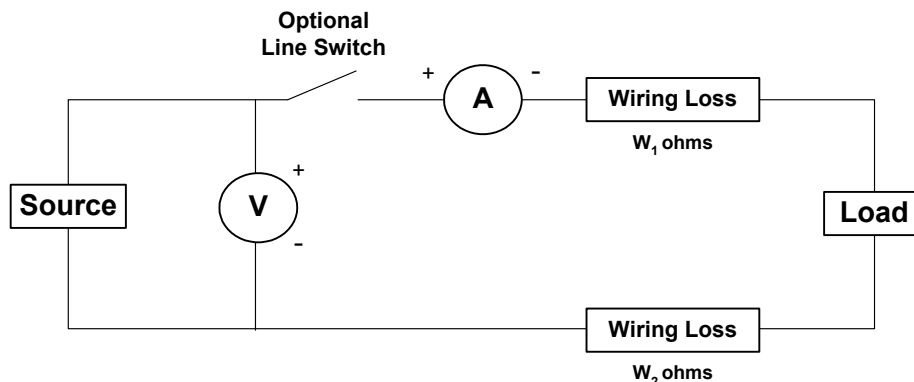 Optional
Line Switch
+
-
A
Wiring Loss
W₁ ohms
Source
+
V
-
Load
Wiring Loss
W₂ ohms